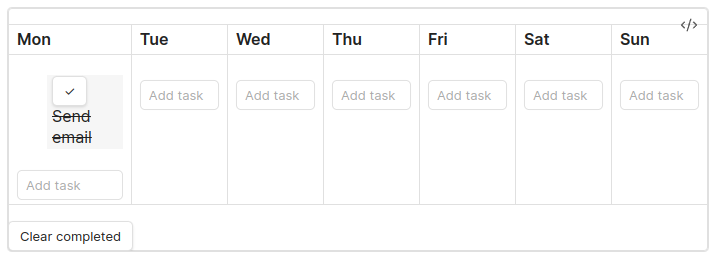 </>
Mon Tue Wed Thu Fri Sat Sun
✓
Send
email
Add task Add task Add task Add task Add task Add task
Add task
Clear completed